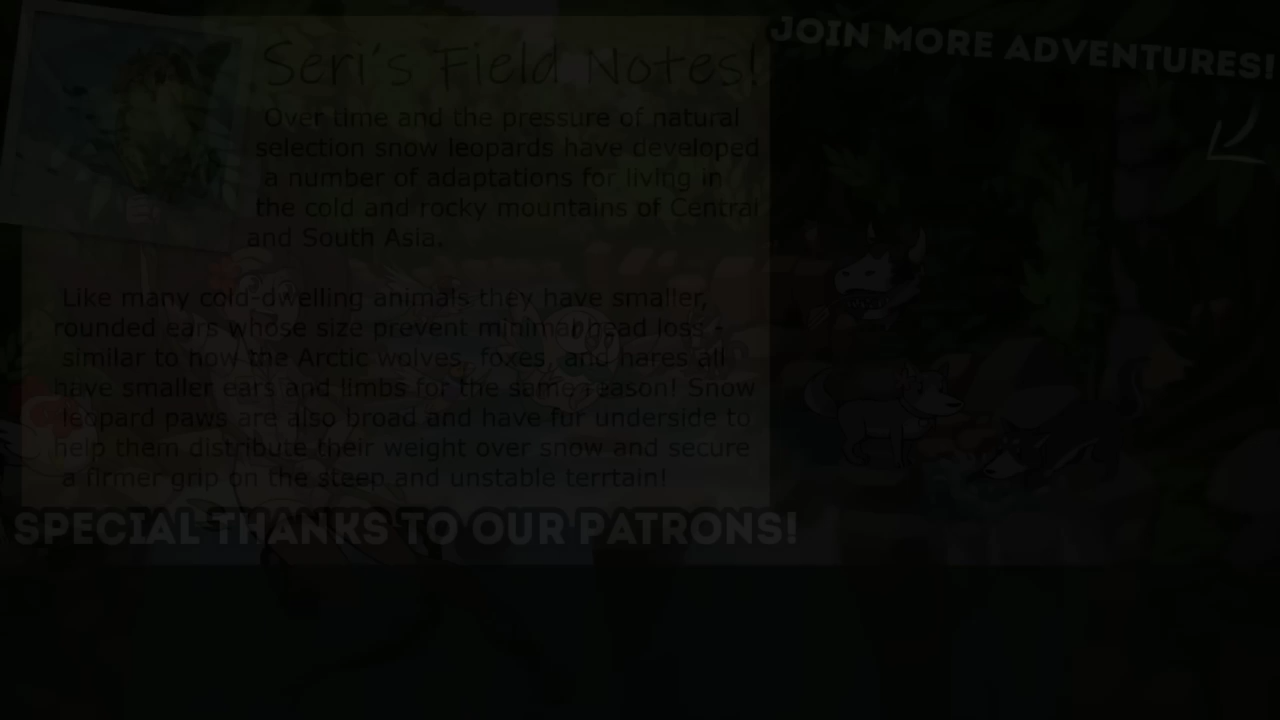 JOIN MORE ADVENTURES!
Seri's Field Notes!
Over time and the pressure of natural
selection snow leopards have developed
a number of adaptations for living in
the cold and rocky mountains of Central
and South Asia.
Like many cold-dwelling animals they have smaller,
rounded ears whose size prevent minimal head loss -
similar to how the Arctic wolves, foxes, and hares all
have smaller ears and limbs for the same reason! Snow
leopard paws are also broad and have fur underside to
help them distribute their weight over snow and secure
a firmer grip on the steep and unstable terrtain!
SPECIAL THANKS TO OUR PATRONS!